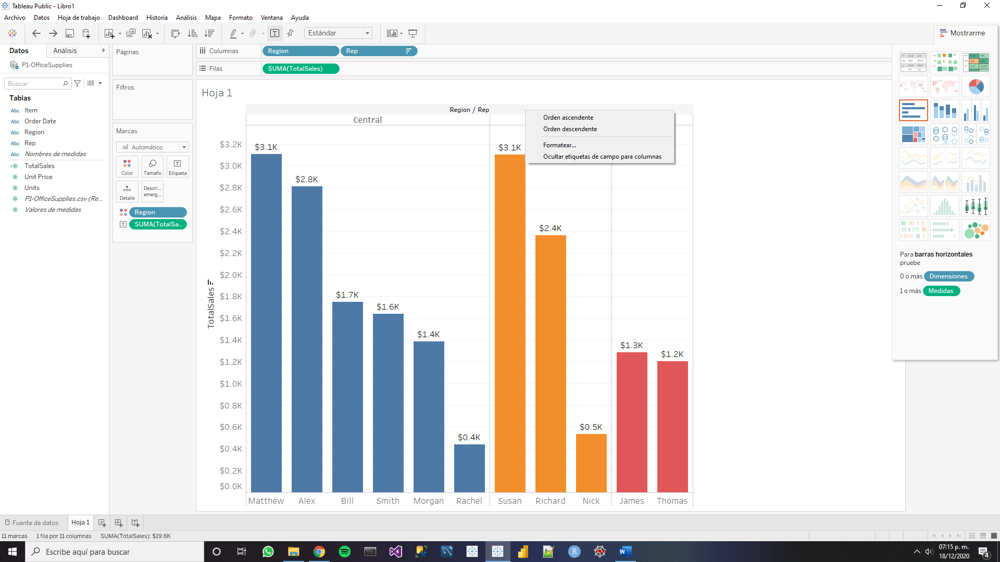 Tableau Public - Libro1
Archivo Datos Hoja de trabajo Dashboard Historia Análisis Mapa Formato Ventana Ayuda
Estándar
Mostrarme
Datos Análisis
P1-OfficeSupplies
Buscar
Tablas
Abc Item
Abc Order Date
Abc Region
Abc Rep
Abc Nombres de medidas
TotalSales
Unit Price
Units
P1-OfficeSupplies.csv (Re...
Valores de medidas
Páginas
Filtros
Marcas
Automático
Color Tamaño Etiqueta
Detalle Descri... emerg...
Region
SUMA(TotalSa..
Columnas Region Rep
Filas SUMA(TotalSales)
Hoja 1
Region / Rep
Central
Orden ascendente
Orden descendente
Formatear...
Ocultar etiquetas de campo para columnas
TotalSales
$3.2K
$3.0K
$2.8K
$2.6K
$2.4K
$2.2K
$2.0K
$1.8K
$1.6K
$1.4K
$1.2K
$1.0K
$0.8K
$0.6K
$0.4K
$0.2K
$0.0K
$3.1K $2.8K $1.7K $1.6K $1.4K $0.4K $3.1K $2.4K $0.5K $1.3K $1.2K
Matthew Alex Bill Smith Morgan Rachel Susan Richard Nick James Thomas
Para barras horizontales
pruebe
0 o más Dimensiones
1 o más Medidas
Fuente de datos Hoja 1
11 marcas 1 fila por 11 columnas SUMA(TotalSales): $19.6K
Escribe aquí para buscar
07:15 p. m.
18/12/2020
4